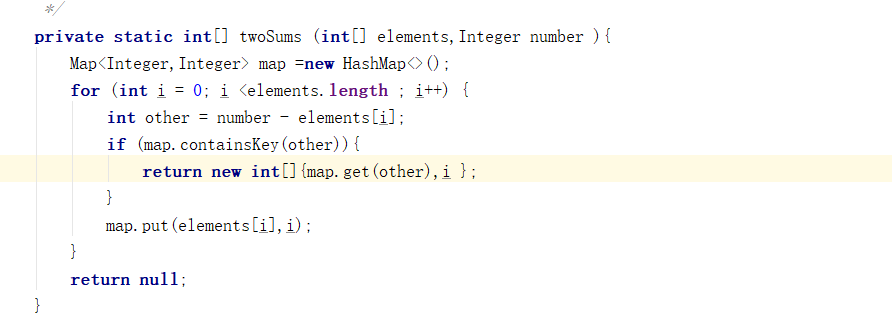 */
private static int[] twoSums (int[] elements,Integer number ){
Map<Integer,Integer> map =new HashMap<>();
for (int i = 0; i <elements.length ; i++) {
int other = number - elements[i];
if (map.containsKey(other)){
return new int[]{map.get(other),i };
}
map.put(elements[i],i);
}
return null;
}